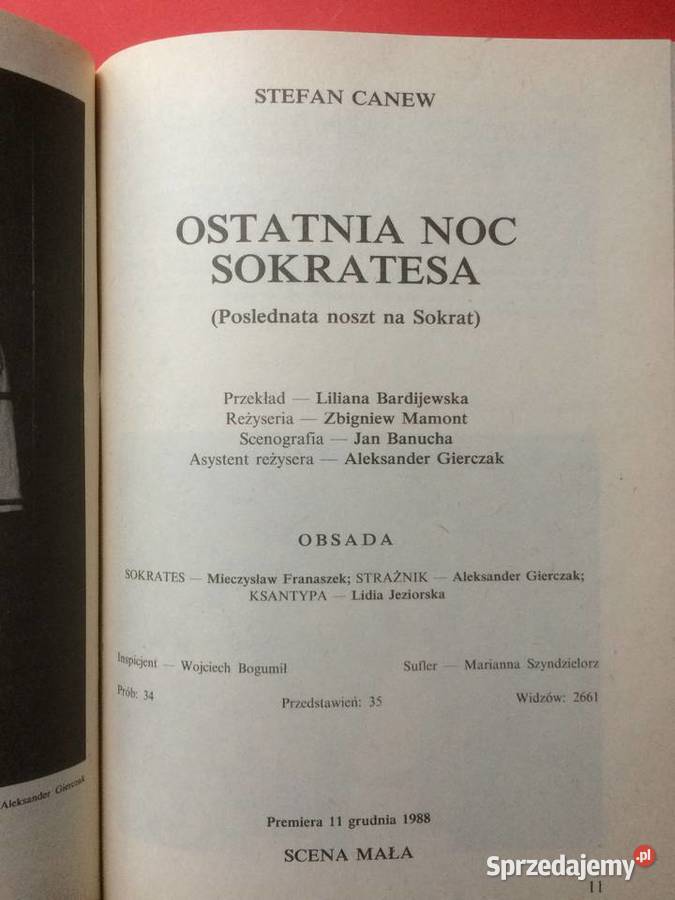 STEFAN CANEW
OSTATNIA NOC
SOKRATESA
(Poslednata noszt na Sokrat)
Przekład — Liliana Bardijewska
Reżyseria — Zbigniew Mamont
Scenografia — Jan Banucha
Asystent reżysera — Aleksander Gierczak
OBSADA
SOKRATES — Mieczysław Franaszek; STRAŻNIK — Aleksander Gierczak;
KSANTYPA — Lidia Jeziorska
Inspicjent — Wojciech Bogumił Sufler — Marianna Szyndzielorz
Prób: 34 Przedstawień: 35 Widzów: 2661
Aleksander Gierczak
Premiera 11 grudnia 1988
SCENA MAŁA
11
Sprzedajemy.pl